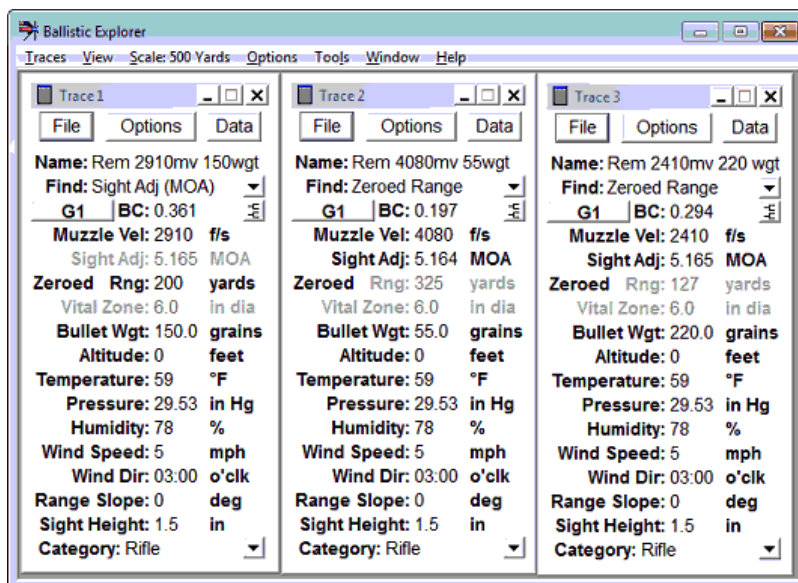 Ballistic Explorer
Traces View Scale: 500 Yards Options Tools Window Help
Trace 1
File Options Data
Name: Rem 2910mv 150wgt
Find: Sight Adj (MOA)
G1 BC: 0.361
Muzzle Vel: 2910 f/s
Sight Adj: 5.165 MOA
Zeroed Rng: 200 yards
Vital Zone: 6.0 in dia
Bullet Wgt: 150.0 grains
Altitude: 0 feet
Temperature: 59 °F
Pressure: 29.53 in Hg
Humidity: 78 %
Wind Speed: 5 mph
Wind Dir: 03:00 o'clk
Range Slope: 0 deg
Sight Height: 1.5 in
Category: Rifle
Trace 2
File Options Data
Name: Rem 4080mv 55wgt
Find: Zeroed Range
G1 BC: 0.197
Muzzle Vel: 4080 f/s
Sight Adj: 5.164 MOA
Zeroed Rng: 325 yards
Vital Zone: 6.0 in dia
Bullet Wgt: 55.0 grains
Altitude: 0 feet
Temperature: 59 °F
Pressure: 29.53 in Hg
Humidity: 78 %
Wind Speed: 5 mph
Wind Dir: 03:00 o'clk
Range Slope: 0 deg
Sight Height: 1.5 in
Category: Rifle
Trace 3
File Options Data
Name: Rem 2410mv 220 wgt
Find: Zeroed Range
G1 BC: 0.294
Muzzle Vel: 2410 f/s
Sight Adj: 5.165 MOA
Zeroed Rng: 127 yards
Vital Zone: 6.0 in dia
Bullet Wgt: 220.0 grains
Altitude: 0 feet
Temperature: 59 °F
Pressure: 29.53 in Hg
Humidity: 78 %
Wind Speed: 5 mph
Wind Dir: 03:00 o'clk
Range Slope: 0 deg
Sight Height: 1.5 in
Category: Rifle